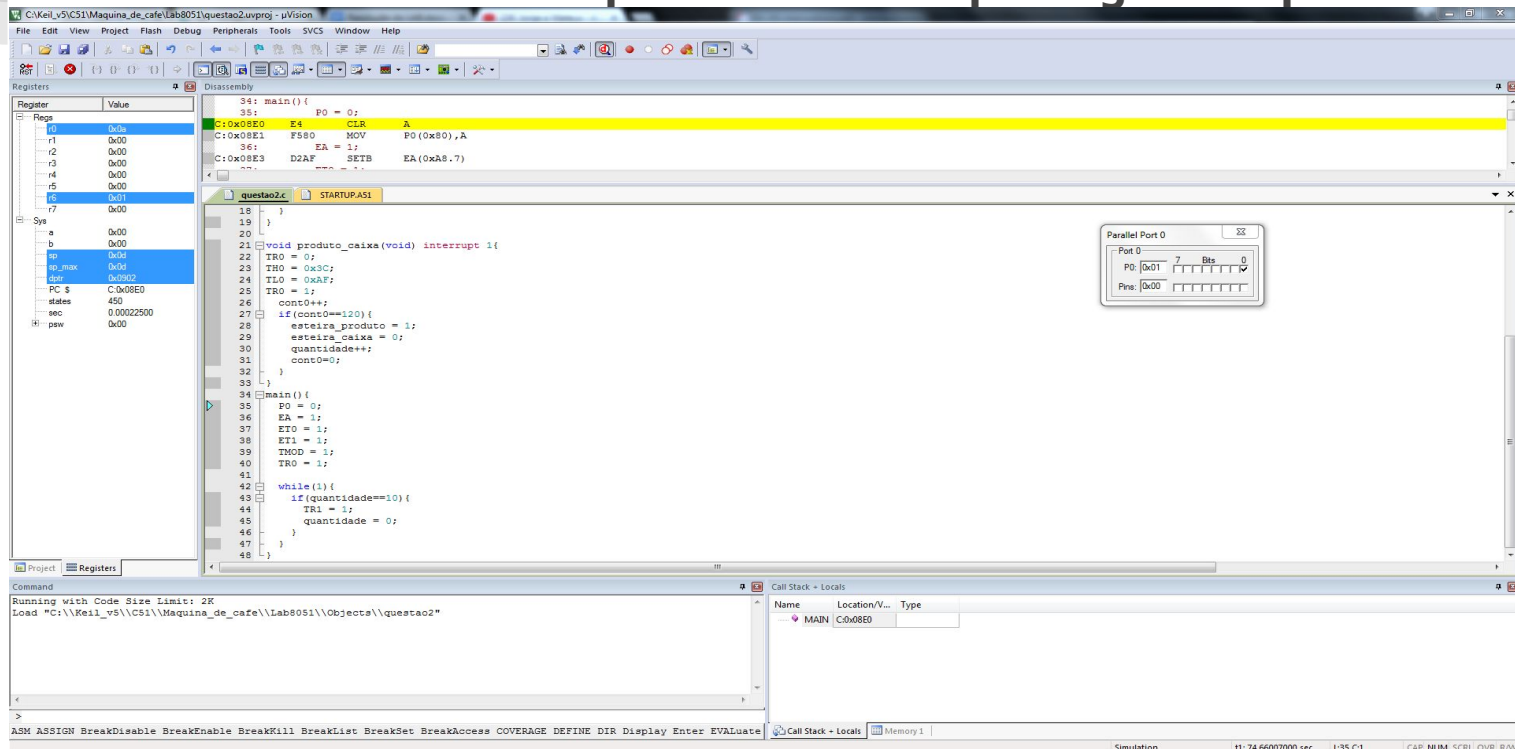 C:\Keil_v5\C51\Maquina_de_cafe\Lab8051\questao2.uvproj - µVision
File Edit View Project Flash Debug Peripherals Tools SVCS Window Help
Registers
Register Value
Regs
r0 0x0a
r1 0x00
r2 0x00
r3 0x00
r4 0x00
r5 0x00
r6 0x01
r7 0x00
Sys
a 0x00
b 0x00
sp 0x0d
sp_max 0x0d
dptr 0x0902
PC $ C:0x08E0
states 450
sec 0.00022500
psw 0x00
Project Registers
Disassembly
34: main(){
35: P0 = 0;
C:0x08E0 E4 CLR A
C:0x08E1 F580 MOV P0(0x80),A
36: EA = 1;
C:0x08E3 D2AF SETB EA(0xA8.7)
questao2.c STARTUP.A51
18 }
19 }
20
21 void produto_caixa(void) interrupt 1{
22 TR0 = 0;
23 TH0 = 0x3C;
24 TL0 = 0xAF;
25 TR0 = 1;
26 cont0++;
27 if(cont0==120){
28 esteira_produto = 1;
29 esteira_caixa = 0;
30 quantidade++;
31 cont0=0;
32 }
33 }
34 main(){
35 P0 = 0;
36 EA = 1;
37 ET0 = 1;
38 ET1 = 1;
39 TMOD = 1;
40 TR0 = 1;
41
42 while(1){
43 if(quantidade==10){
44 TR1 = 1;
45 quantidade = 0;
46 }
47 }
48 }
Parallel Port 0
Port 0
7 Bits 0
P0: 0x01
Pins: 0x00
Command
Running with Code Size Limit: 2K
Load "C:\\Keil_v5\\C51\\Maquina_de_cafe\\Lab8051\\Objects\\questao2"
>
ASM ASSIGN BreakDisable BreakEnable BreakKill BreakList BreakSet BreakAccess COVERAGE DEFINE DIR Display Enter EVALuate
Call Stack + Locals
Name Location/V... Type
MAIN C:0x08E0
Call Stack + Locals Memory 1
Simulation t1: 74.66007000 sec L:35 C:1 CAP NUM SCRL OVR R/W